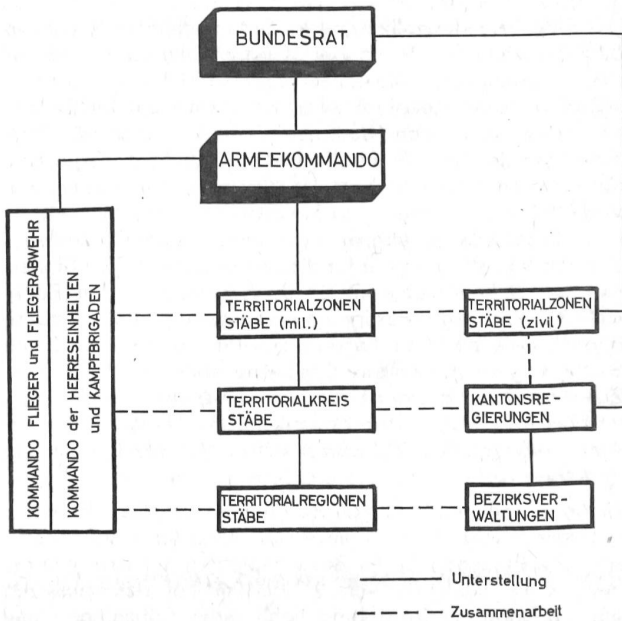 BUNDESRAT
ARMEEKOMMANDO
KOMMANDO FLIEGER und FLIEGERABWEHR
KOMMANDO der HEERESEINHEITEN
und KAMPFBRIGADEN
TERRITORIALZONEN
STÄBE (mil.)
TERRITORIALZONEN
STÄBE (zivil)
TERRITORIALKREIS
STÄBE
KANTONSRE-
GIERUNGEN
TERRITORIALREGIONEN
STÄBE
BEZIRKSVER-
WALTUNGEN
Unterstellung
Zusammenarbeit